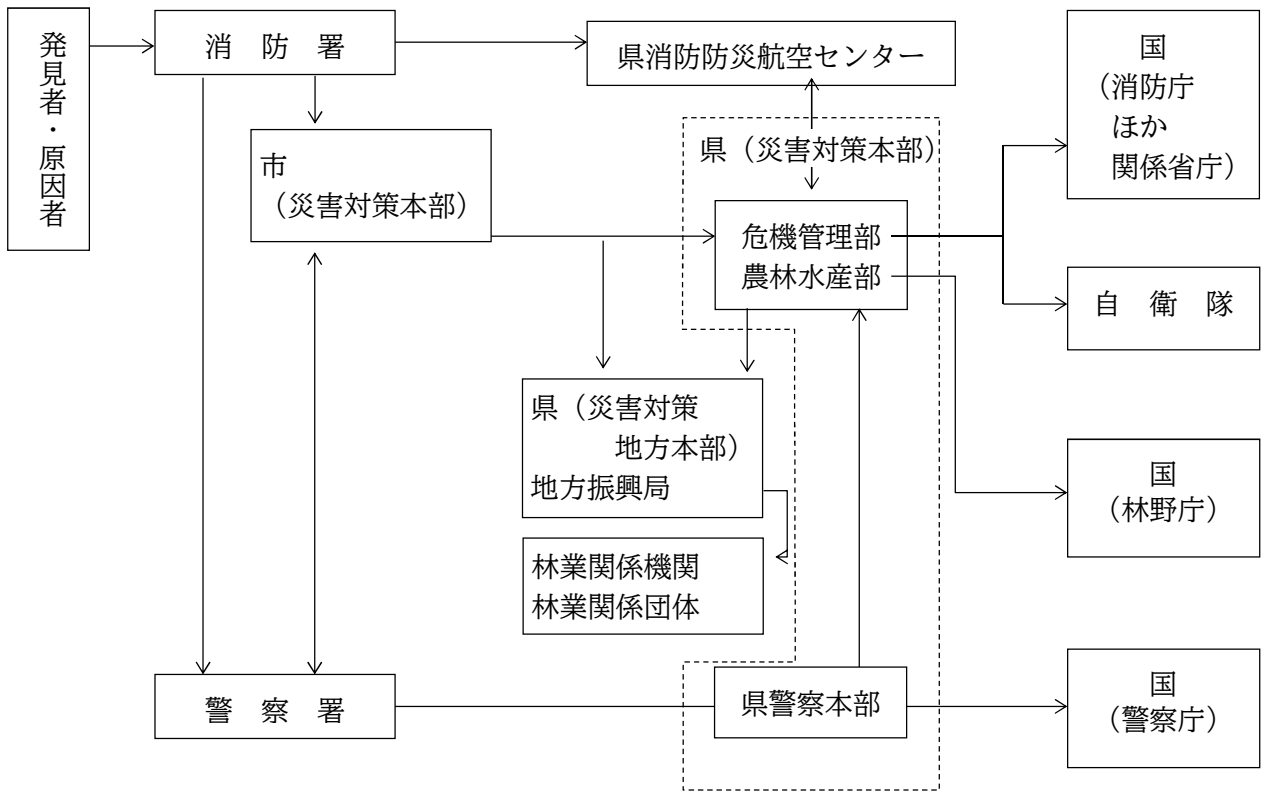 発見者・原因者
消 防 署
県消防防災航空センター
国
（消防庁
ほか
関係省庁）
市
（災害対策本部）
県（災害対策本部）
危機管理部
農林水産部
自 衛 隊
県（災害対策
地方本部）
地方振興局
国
（林野庁）
林業関係機関
林業関係団体
警 察 署
県警察本部
国
（警察庁）